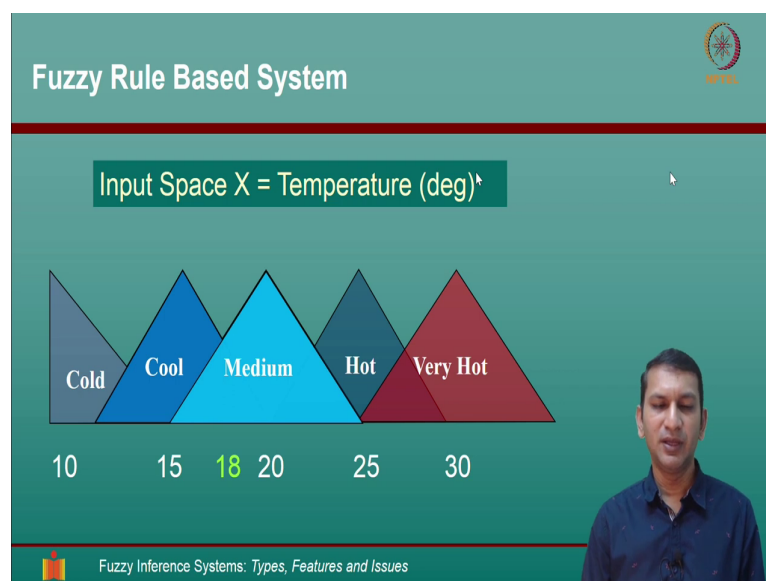 Fuzzy Rule Based System
NPTEL
Input Space X = Temperature (deg)
Cold
Cool
Medium
Hot
Very Hot
10 15 18 20 25 30
Fuzzy Inference Systems: Types, Features and Issues